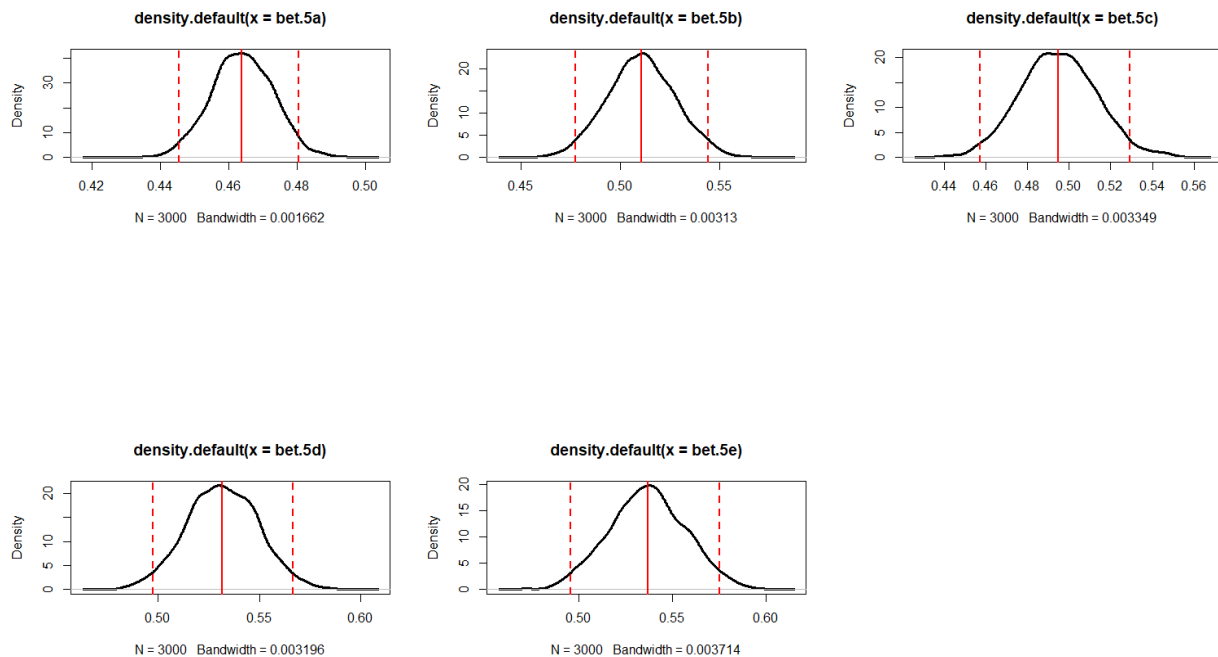 density.default(x = bet.5a)
Density
0 10 30
0.42 0.44 0.46 0.48 0.50
N = 3000 Bandwidth = 0.001662
density.default(x = bet.5b)
Density
0 5 10 20
0.45 0.50 0.55
N = 3000 Bandwidth = 0.00313
density.default(x = bet.5c)
Density
0 5 10 20
0.44 0.46 0.48 0.50 0.52 0.54 0.56
N = 3000 Bandwidth = 0.003349
density.default(x = bet.5d)
Density
0 5 10 20
0.50 0.55 0.60
N = 3000 Bandwidth = 0.003196
density.default(x = bet.5e)
Density
0 5 10 15 20
0.50 0.55 0.60
N = 3000 Bandwidth = 0.003714